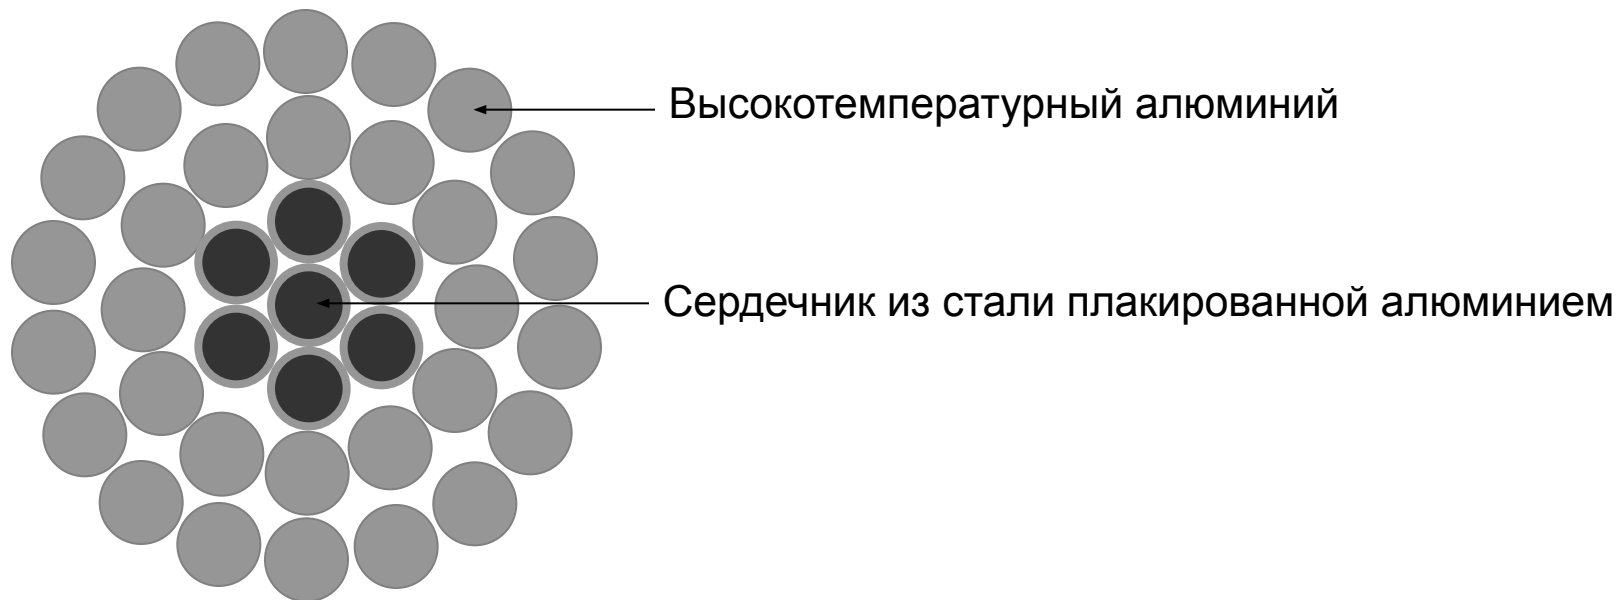 Высокотемпературный алюминий
Сердечник из стали плакированной алюминием